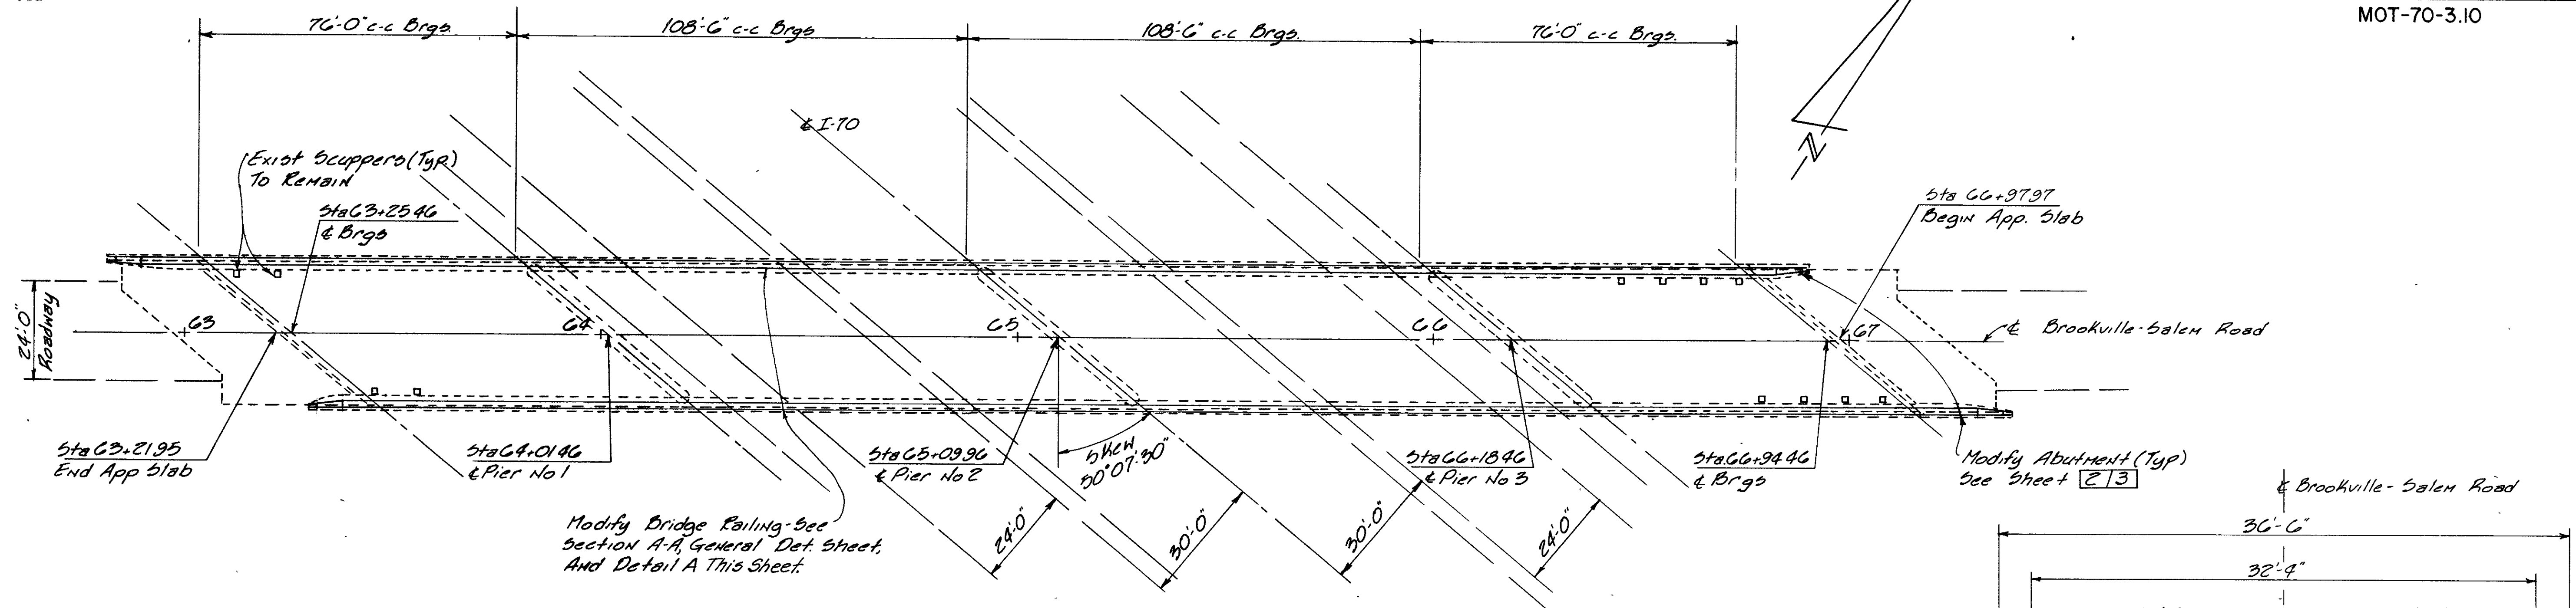 MOT-70-3.10
76'-0" c-c Brgs.
108'-6" c-c Brgs
108'-6" c-c Brgs.
76'-0" c-c Brgs.
℄ I-70
N
Exist Scuppers (Typ)
To Remain
Sta 63+25.46
℄ Brgs
Sta 66+97.97
Begin App. Slab
24'-0"
Roadway
63
64
65
66
67
℄ Brookville-Salem Road
Sta 63+21.95
End App Slab
Sta 64+01.46
℄ Pier No 1
Sta 65+09.96
℄ Pier No 2
Skew
50°07'30"
Sta 66+18.46
℄ Pier No 3
Sta 66+94.46
℄ Brgs
Modify Abutment (Typ)
See Sheet 2/3
Modify Bridge Railing-See
Section A-A, General Det. Sheet,
And Detail A This Sheet.
24'-0"
30'-0"
30'-0"
24'-0"
℄ Brookville-Salem Road
36'-6"
32'-4"